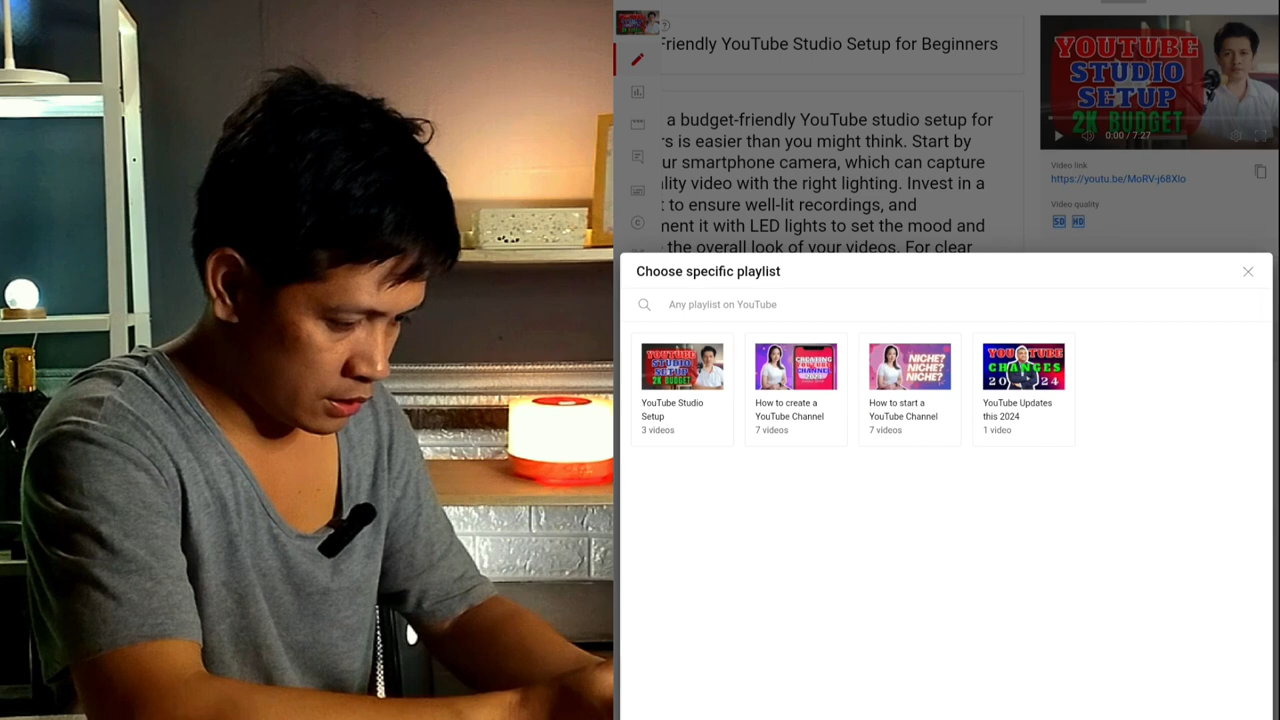 Friendly YouTube Studio Setup for Beginners
a budget-friendly YouTube studio setup for
rs is easier than you might think. Start by
ur smartphone camera, which can capture
lity video with the right lighting. Invest in a
t to ensure well-lit recordings, and
nent it with LED lights to set the mood and
the overall look of your videos. For clear
YOUTUBE
STUDIO
SETUP
2K BUDGET
0:00 / 7:27
Video link
https://youtu.be/MoRV-j68XIo
Video quality
SD HD
Choose specific playlist
Any playlist on YouTube
YOUTUBE
STUDIO
SETUP
2K BUDGET
YouTube Studio
Setup
3 videos
CREATING
YOUTUBE
CHANNEL
How to create a
YouTube Channel
7 videos
NICHE?
NICHE?
NICHE?
How to start a
YouTube Channel
7 videos
YOUTUBE
CHANGES
2024
YouTube Updates
this 2024
1 video